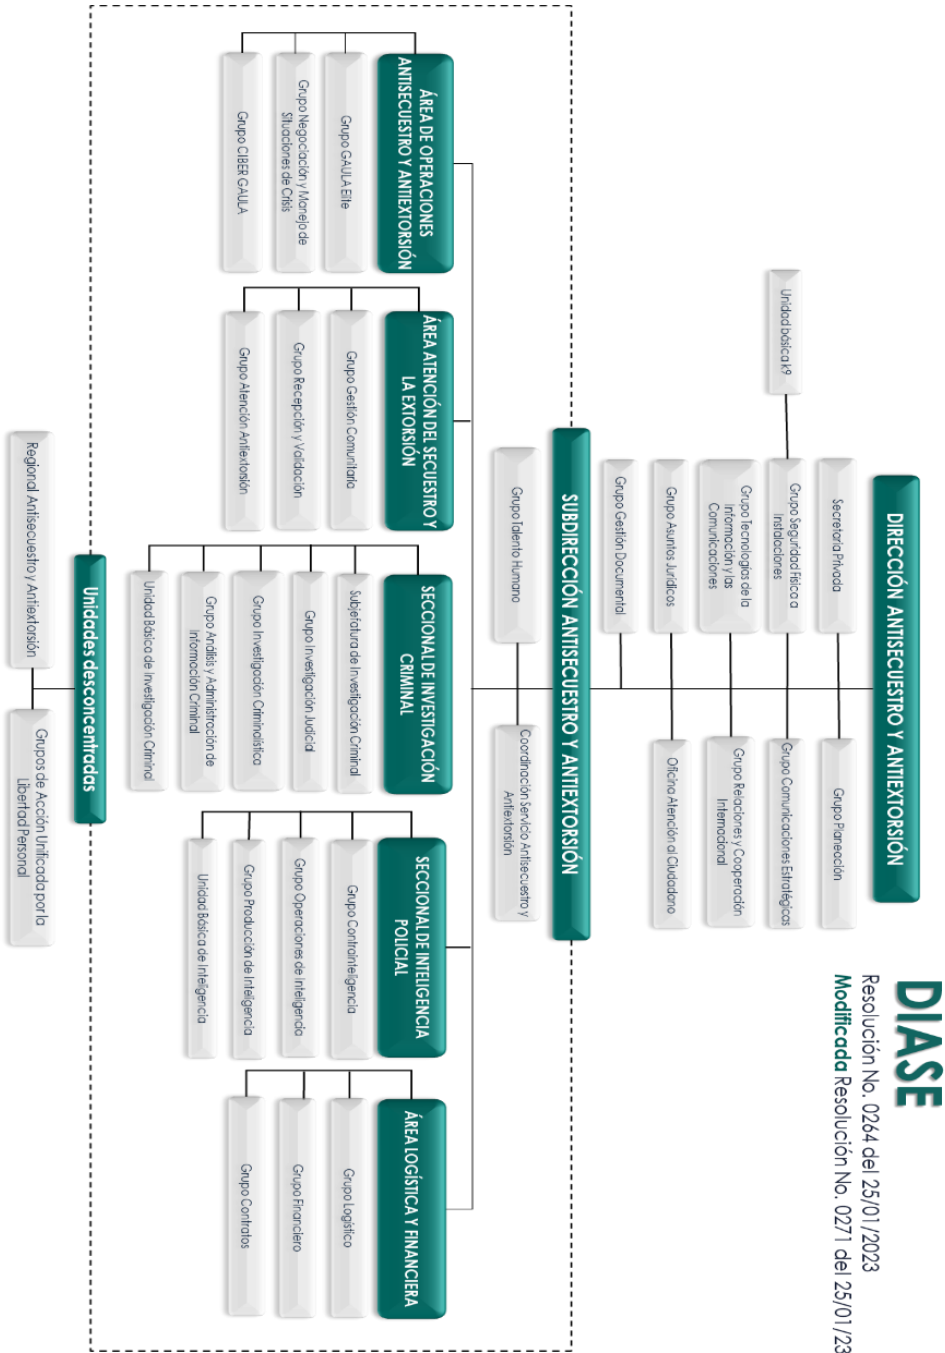 DIASE
Resolución No. 0264 del 25/01/2023
Modificada Resolución No. 0271 del 25/01/23
DIRECCIÓN ANTISECUESTRO Y ANTIEXTORSIÓN
Secretaría Privada
Grupo Planeación
Unidad básica k9
Grupo Seguridad Física a
Instalaciones
Grupo Comunicaciones Estratégicas
Grupo Tecnologías de la
Información y las
Comunicaciones
Grupo Relaciones y Cooperación
Internacional
Grupo Asuntos Jurídicos
Oficina Atención al Ciudadano
Grupo Gestión Documental
SUBDIRECCIÓN ANTISECUESTRO Y ANTIEXTORSIÓN
Grupo Talento Humano
Coordinación Servicio Antisecuestro y
Antiextorsión
ÁREA DE OPERACIONES
ANTISECUESTRO Y ANTIEXTORSIÓN
Grupo GAULA Elite
Grupo Negociación y Manejo de
Situaciones de Crisis
Grupo CIBER GAULA
ÁREA ATENCIÓN DEL SECUESTRO Y
LA EXTORSIÓN
Grupo Gestión Comunitaria
Grupo Recepción y Validación
Grupo Atención Antiextorsión
SECCIONAL DE INVESTIGACIÓN
CRIMINAL
Subjefatura de Investigación Criminal
Grupo Investigación Judicial
Grupo Investigación Criminalística
Grupo Análisis y Administración de
Información Criminal
Unidad Básica de Investigación Criminal
SECCIONAL DE INTELIGENCIA
POLICIAL
Grupo Contrainteligencia
Grupo Operaciones de Inteligencia
Grupo Producción de Inteligencia
Unidad Básica de Inteligencia
ÁREA LOGÍSTICA Y FINANCIERA
Grupo Logístico
Grupo Financiero
Grupo Contratos
Unidades desconcentradas
Regional Antisecuestro y Antiextorsión
Grupos de Acción Unificada por la
Libertad Personal